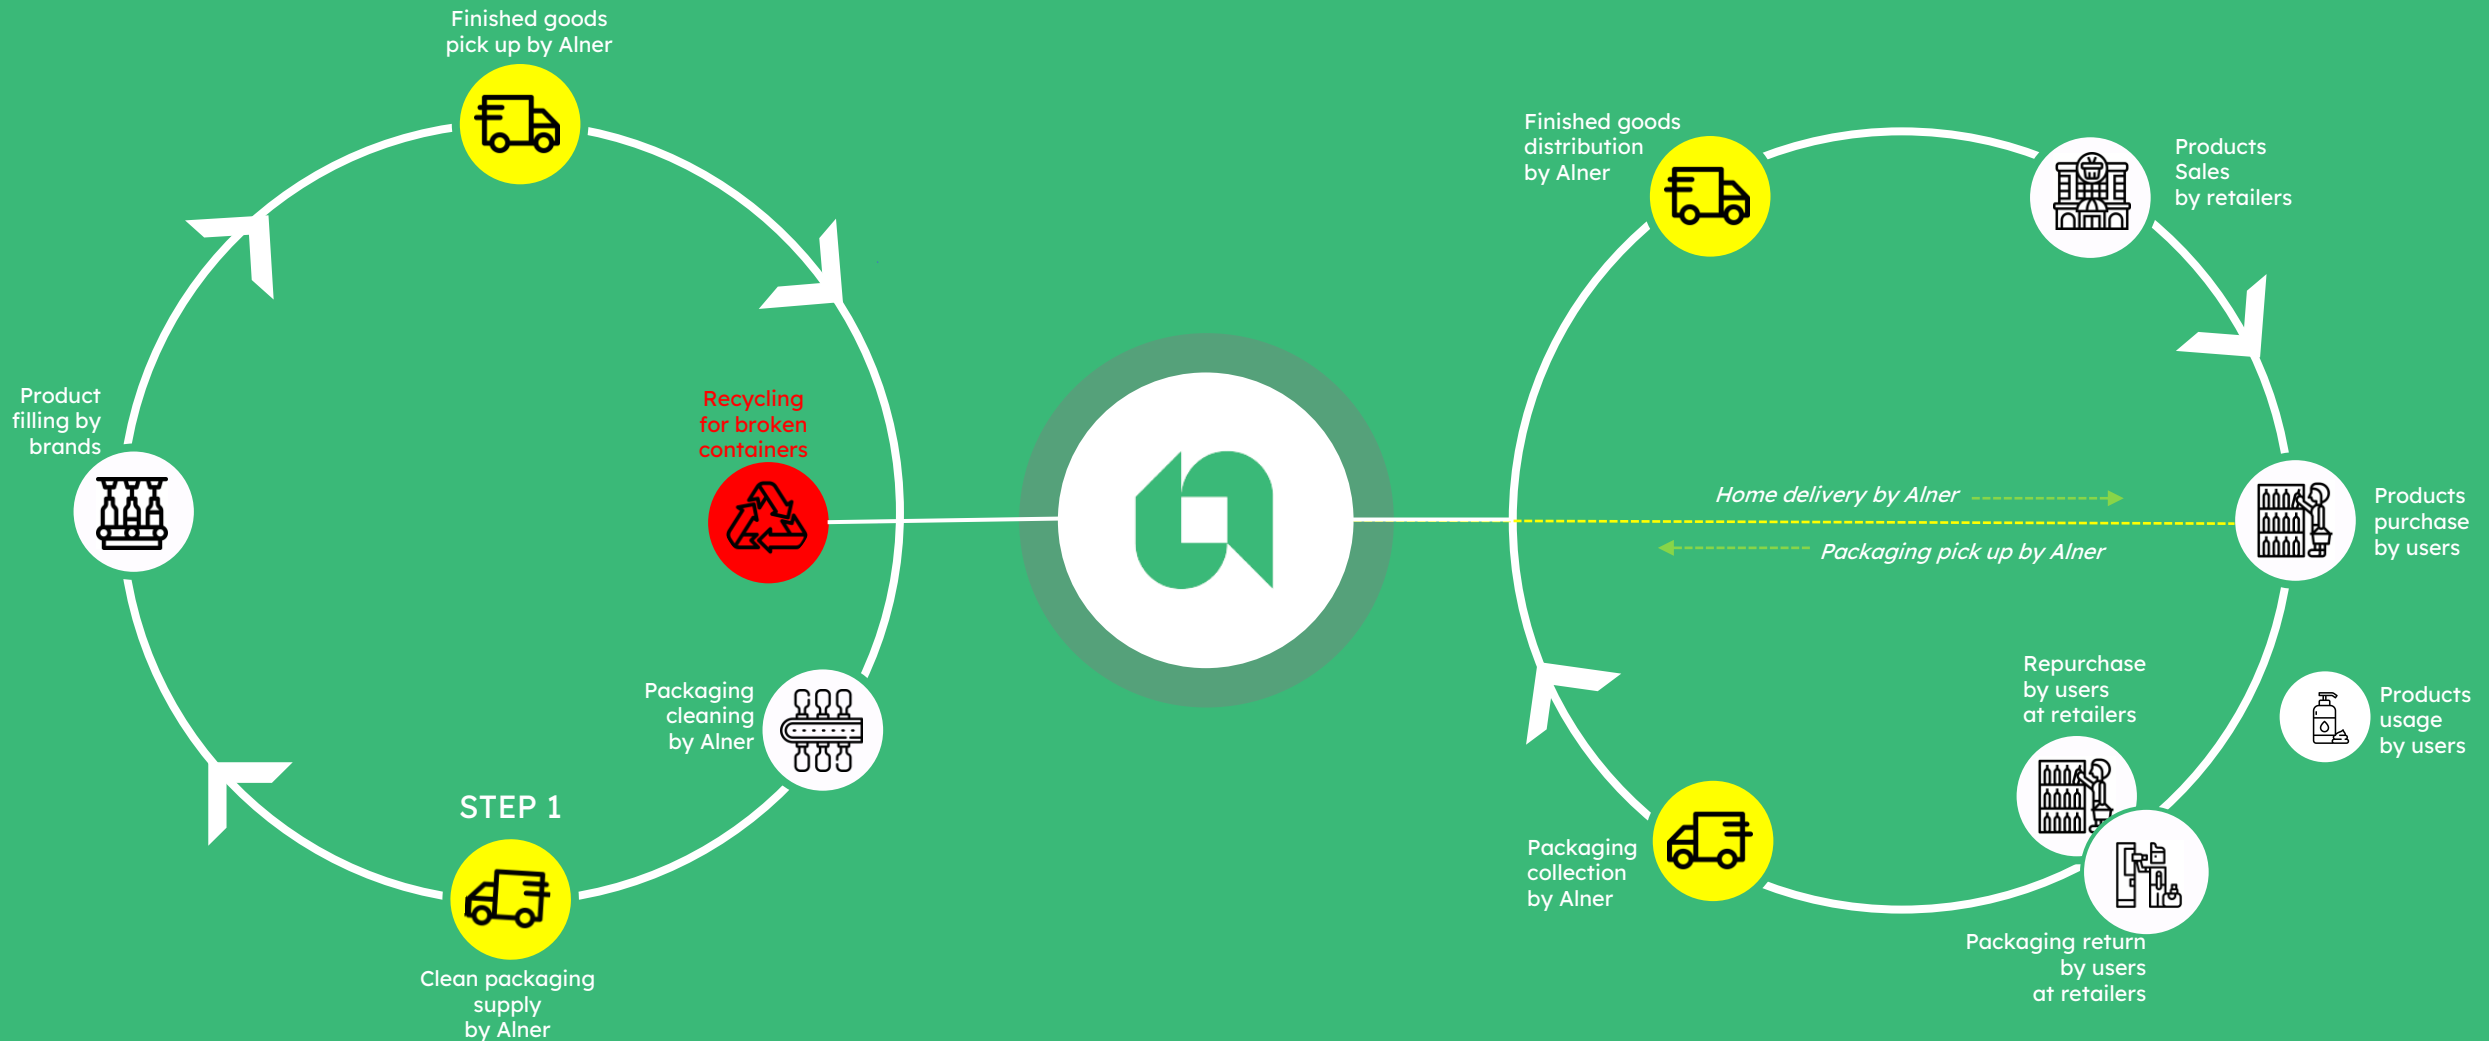 Finished goods
pick up by Alner
Product
filling by
brands
Recycling
for broken
containers
Packaging
cleaning
by Alner
STEP 1
Clean packaging
supply
by Alner
Finished goods
distribution
by Alner
Products
Sales
by retailers
Home delivery by Alner
Packaging pick up by Alner
Products
purchase
by users
Products
usage
by users
Repurchase
by users
at retailers
Packaging return
by users
at retailers
Packaging
collection
by Alner